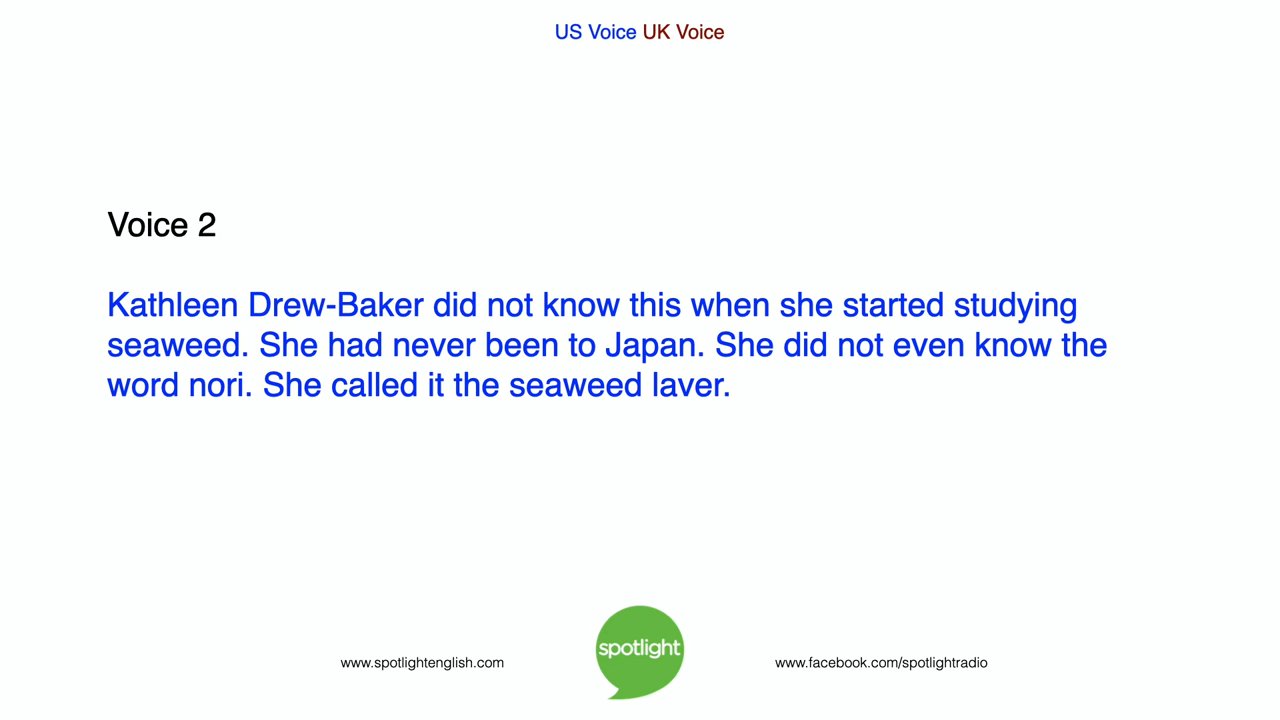 US Voice UK Voice
Voice 2
Kathleen Drew-Baker did not know this when she started studying
seaweed. She had never been to Japan. She did not even know the
word nori. She called it the seaweed laver.
www.spotlightenglish.com
spotlight
www.facebook.com/spotlightradio